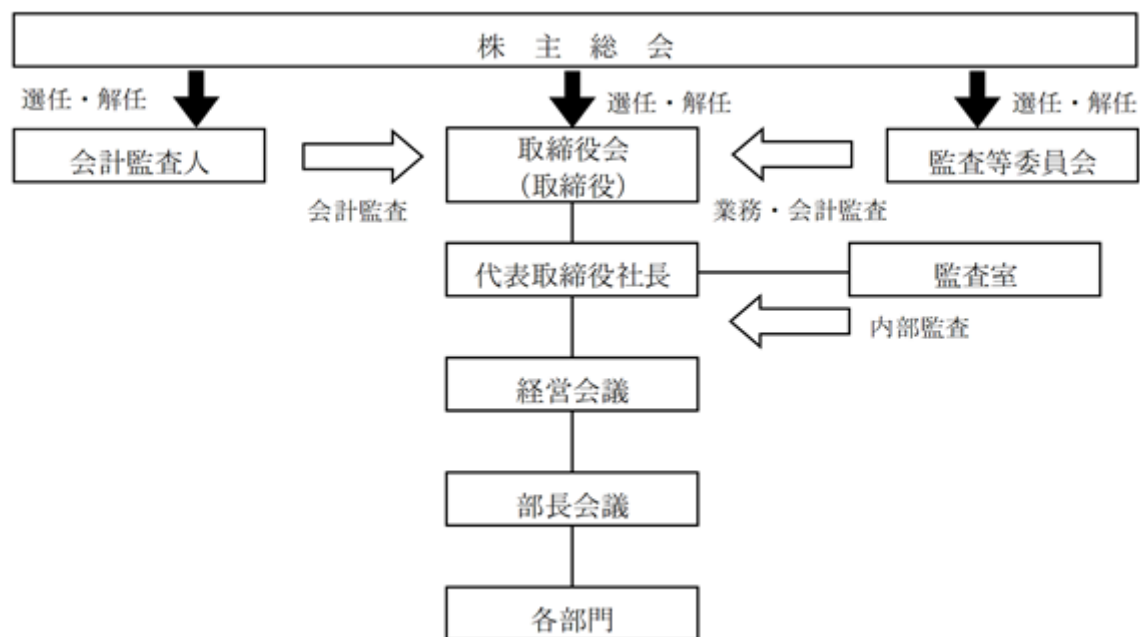 株主総会
選任・解任
選任・解任
選任・解任
会計監査人
取締役会
(取締役)
監査等委員会
会計監査
業務・会計監査
代表取締役社長
監査室
内部監査
経営会議
部長会議
各部門